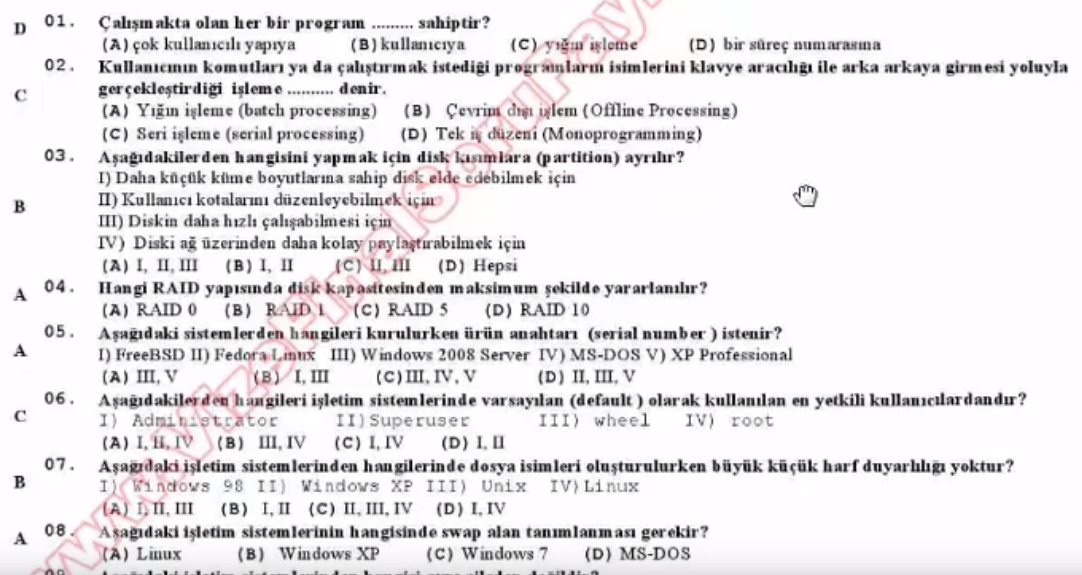 D 01. Çalışmakta olan her bir program ......... sahiptir?
(A) çok kullanıcılı yapıya (B) kullanıcıya (C) yığın işleme (D) bir süreç numarasına
02. Kullanıcının komutları ya da çalıştırmak istediği programların isimlerini klavye aracılığı ile arka arkaya girmesi yoluyla
C gerçekleştirdiği işleme .......... denir.
(A) Yığın işleme (batch processing) (B) Çevrim dışı işlem (Offline Processing)
(C) Seri işleme (serial processing) (D) Tek iş düzeni (Monoprogramming)
03. Aşağıdakilerden hangisini yapmak için disk kısımlara (partition) ayrılır?
I) Daha küçük küme boyutlarına sahip disk elde edebilmek için
B II) Kullanıcı kotalarını düzenleyebilmek için
III) Diskin daha hızlı çalışabilmesi için
IV) Diski ağ üzerinden daha kolay paylaştırabilmek için
(A) I, II, III (B) I, II (C) II, III (D) Hepsi
A 04. Hangi RAID yapısında disk kapasitesinden maksimum şekilde yararlanılır?
(A) RAID 0 (B) RAID 1 (C) RAID 5 (D) RAID 10
05. Aşağıdaki sistemlerden hangileri kurulurken ürün anahtarı (serial number ) istenir?
A I) FreeBSD II) Fedora Linux III) Windows 2008 Server IV) MS-DOS V) XP Professional
(A) III, V (B) I, III (C) III, IV, V (D) II, III, V
06. Aşağıdakilerden hangileri işletim sistemlerinde varsayılan (default ) olarak kullanılan en yetkili kullanıcılardandır?
C I) Administrator II) Superuser III) wheel IV) root
(A) I, II, IV (B) III, IV (C) I, IV (D) I, II
07. Aşağıdaki işletim sistemlerinden hangilerinde dosya isimleri oluşturulurken büyük küçük harf duyarlılığı yoktur?
B I) Windows 98 II) Windows XP III) Unix IV) Linux
(A) I, II, III (B) I, II (C) II, III, IV (D) I, IV
A 08. Aşağıdaki işletim sistemlerinin hangisinde swap alan tanımlanması gerekir?
(A) Linux (B) Windows XP (C) Windows 7 (D) MS-DOS